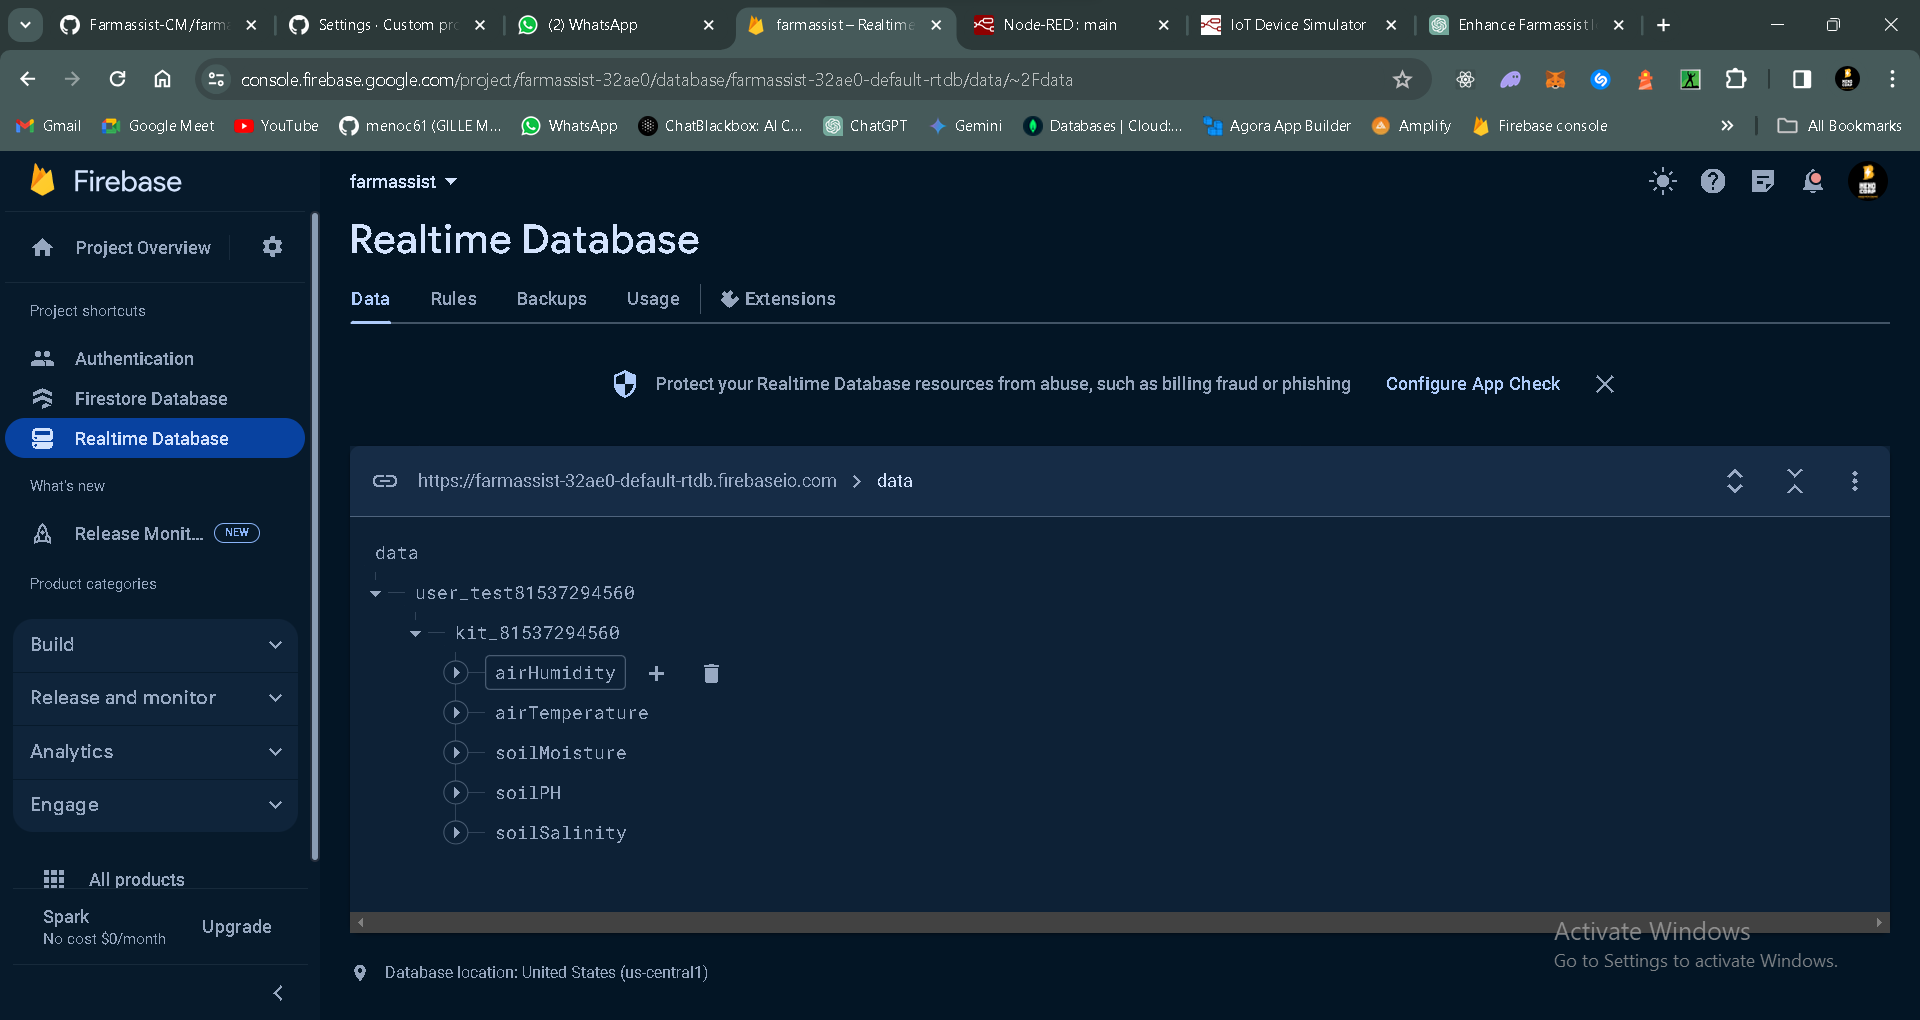 Farmassist-CM/farm
Settings · Custom pro
(2) WhatsApp
farmassist – Realtime
Node-RED : main
IoT Device Simulator
Enhance Farmassist I
console.firebase.google.com/project/farmassist-32ae0/database/farmassist-32ae0-default-rtdb/data/~2Fdata
Gmail
Google Meet
YouTube
menoc61 (GILLE M...
WhatsApp
ChatBlackbox: AI C...
ChatGPT
Gemini
Databases | Cloud:...
Agora App Builder
Amplify
Firebase console
All Bookmarks
Firebase
farmassist
Project Overview
Realtime Database
Data Rules Backups Usage Extensions
Project shortcuts
Authentication
Firestore Database
Realtime Database
What's new
Release Monit... NEW
Product categories
Build
Release and monitor
Analytics
Engage
All products
Spark
No cost $0/month
Upgrade
Protect your Realtime Database resources from abuse, such as billing fraud or phishing Configure App Check
https://farmassist-32ae0-default-rtdb.firebaseio.com data
data
user_test81537294560
kit_81537294560
airHumidity
airTemperature
soilMoisture
soilPH
soilSalinity
Database location: United States (us-central1)
Activate Windows
Go to Settings to activate Windows.